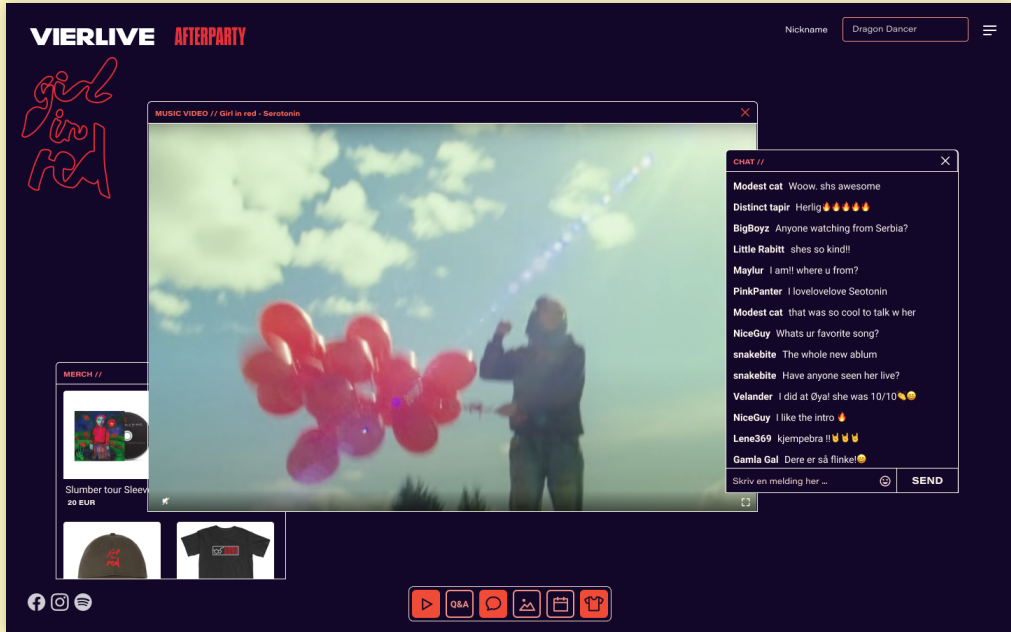 VIERLIVE AFTERPARTY
Nickname Dragon Dancer
girl
in
red
MUSIC VIDEO // Girl in red - Serotonin
CHAT //
Modest cat Woow. shs awesome
Distinct tapir Herlig🔥🔥🔥🔥🔥
BigBoyz Anyone watching from Serbia?
Little Rabitt shes so kind!!
Maylur I am!! where u from?
PinkPanter I lovelovelove Seotonin
Modest cat that was so cool to talk w her
NiceGuy Whats ur favorite song?
snakebite The whole new ablum
snakebite Have anyone seen her live?
Velander I did at Øya! she was 10/10👏😄
NiceGuy I like the intro 🔥
Lene369 kjempebra !!🤘🤘🤘
Gamla Gal Dere er så flinke!😄
Skriv en melding her ... SEND
MERCH //
Slumber tour Sleev
20 EUR
girl
in
red
Q&A